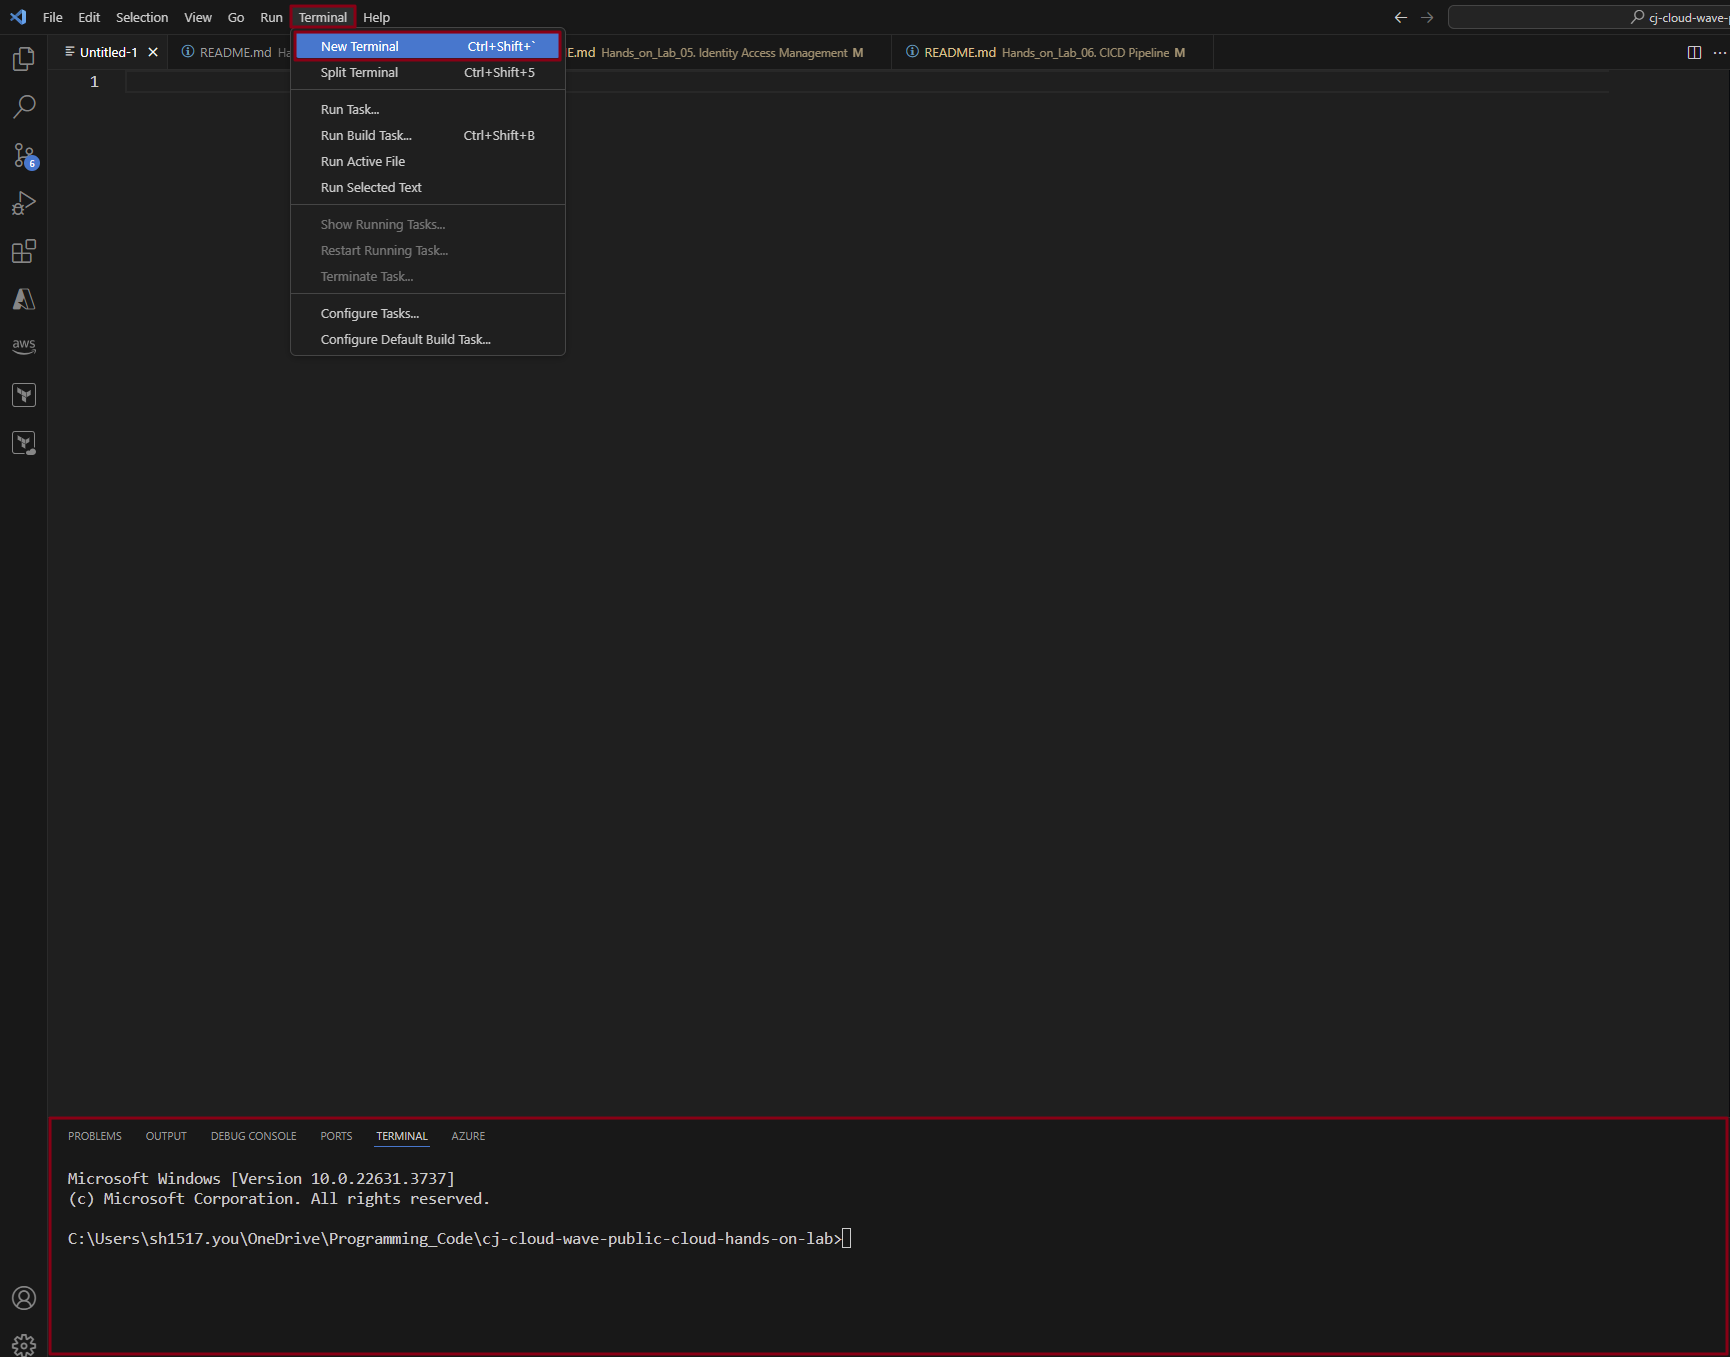 File Edit Selection View Go Run Terminal Help
cj-cloud-wave-
Untitled-1
README.md Ha
E.md Hands_on_Lab_05. Identity Access Management M
README.md Hands_on_Lab_06. CICD Pipeline M
1
New Terminal Ctrl+Shift+`
Split Terminal Ctrl+Shift+5
Run Task...
Run Build Task... Ctrl+Shift+B
Run Active File
Run Selected Text
Show Running Tasks...
Restart Running Task...
Terminate Task...
Configure Tasks...
Configure Default Build Task...
6
aws
PROBLEMS OUTPUT DEBUG CONSOLE PORTS TERMINAL AZURE
Microsoft Windows [Version 10.0.22631.3737]
(c) Microsoft Corporation. All rights reserved.
C:\Users\sh1517.you\OneDrive\Programming_Code\cj-cloud-wave-public-cloud-hands-on-lab>